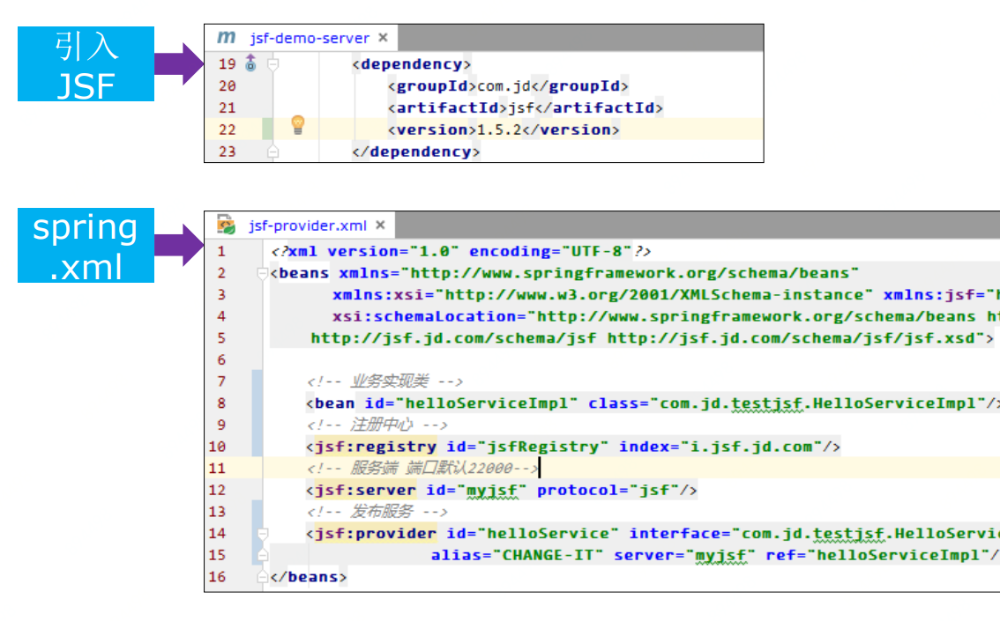 引入
JSF
m jsf-demo-server ×
19 <dependency>
20 <groupId>com.jd</groupId>
21 <artifactId>jsf</artifactId>
22 <version>1.5.2</version>
23 </dependency>
spring
.xml
jsf-provider.xml ×
1 <?xml version="1.0" encoding="UTF-8"?>
2 <beans xmlns="http://www.springframework.org/schema/beans"
3 xmlns:xsi="http://www.w3.org/2001/XMLSchema-instance" xmlns:jsf="
4 xsi:schemaLocation="http://www.springframework.org/schema/beans
5 http://jsf.jd.com/schema/jsf http://jsf.jd.com/schema/jsf/jsf.xsd">
6
7 <!-- 业务实现类 -->
8 <bean id="helloServiceImpl" class="com.jd.testjsf.HelloServiceImpl"/>
9 <!-- 注册中心 -->
10 <jsf:registry id="jsfRegistry" index="i.jsf.jd.com"/>
11 <!-- 服务端 端口默认22000-->
12 <jsf:server id="myjsf" protocol="jsf"/>
13 <!-- 发布服务 -->
14 <jsf:provider id="helloService" interface="com.jd.testjsf.HelloServic
15 alias="CHANGE-IT" server="myjsf" ref="helloServiceImpl"/
16 </beans>